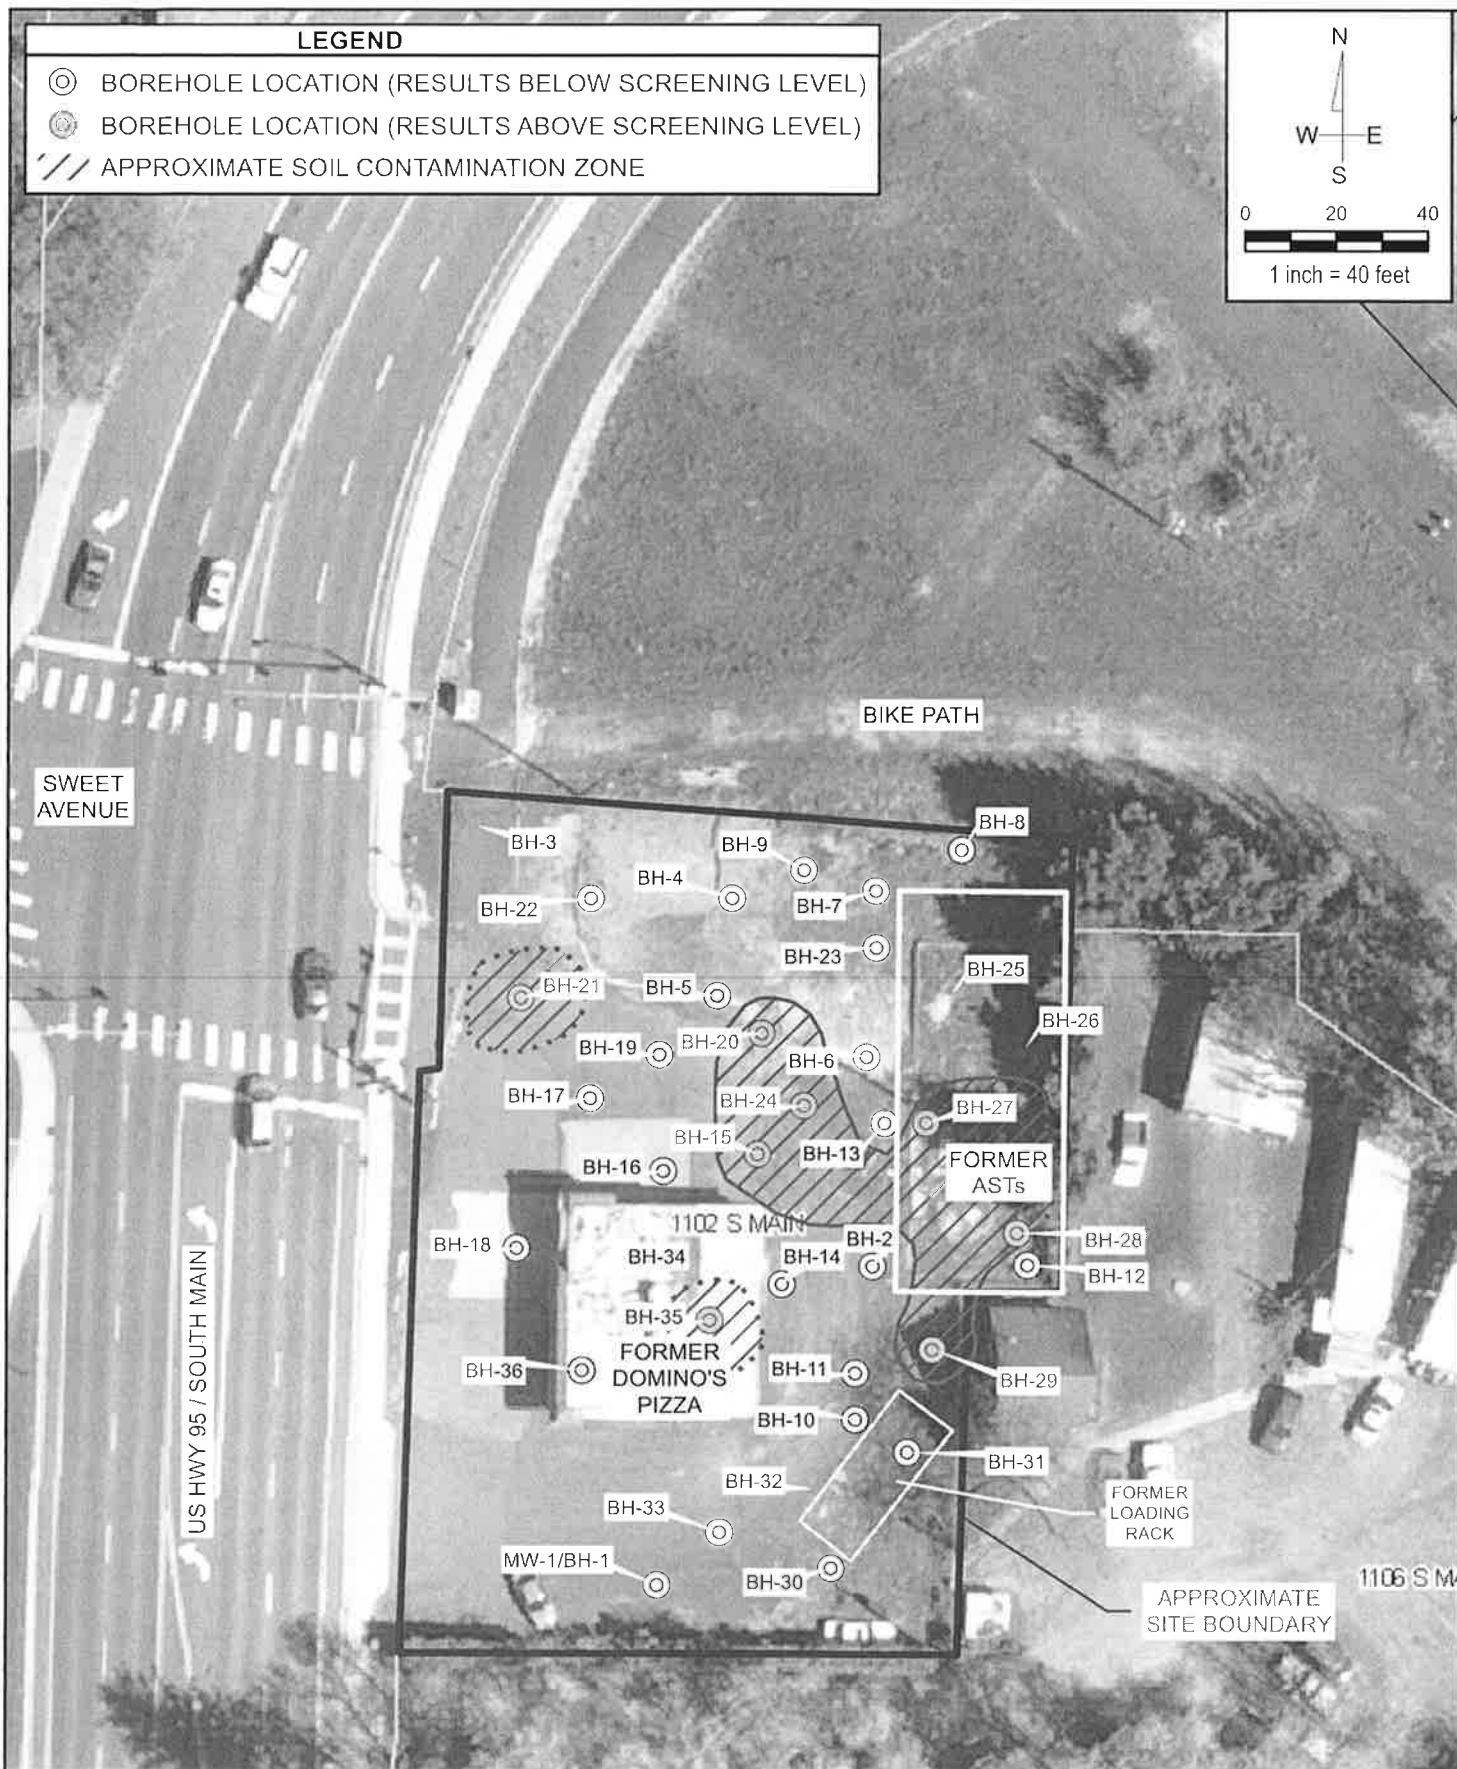 LEGEND
BOREHOLE LOCATION (RESULTS BELOW SCREENING LEVEL)
BOREHOLE LOCATION (RESULTS ABOVE SCREENING LEVEL)
APPROXIMATE SOIL CONTAMINATION ZONE
N
W E
S
0 20 40
1 inch = 40 feet
BIKE PATH
SWEET
AVENUE
BH-8
BH-3
BH-9
BH-4
BH-7
BH-22
BH-23
BH-25
BH-21
BH-5
BH-26
BH-20
BH-19
BH-6
BH-17
BH-24
BH-27
BH-15
BH-13
BH-16
FORMER
ASTs
1102 S MAIN
BH-18
BH-34
BH-2
BH-28
BH-14
BH-12
BH-35
FORMER
DOMINO'S
PIZZA
BH-36
BH-11
BH-29
BH-10
US HWY 95 / SOUTH MAIN
BH-31
BH-32
FORMER
LOADING
RACK
BH-33
MW-1/BH-1
BH-30
1106 S MA
APPROXIMATE
SITE BOUNDARY